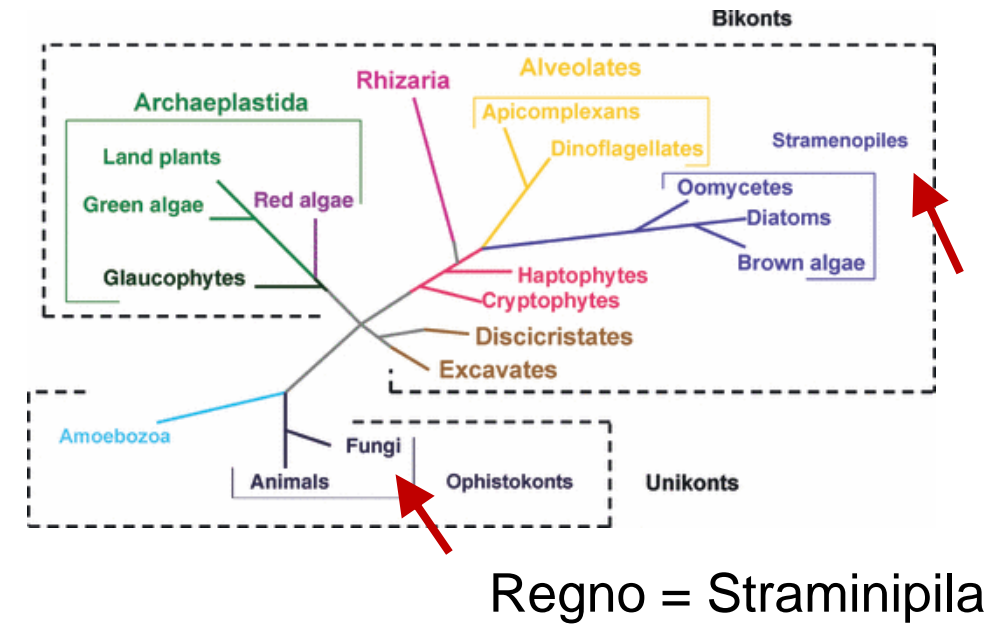 Bikonts
Alveolates
Rhizaria
Archaeplastida
Apicomplexans
Stramenopiles
Dinoflagellates
Land plants
Oomycetes
Red algae
Green algae
Diatoms
Brown algae
Glaucophytes
Haptophytes
Cryptophytes
Discicristates
Excavates
Amoebozoa
Fungi
Animals
Ophistokonts
Unikonts
Regno = Straminipila